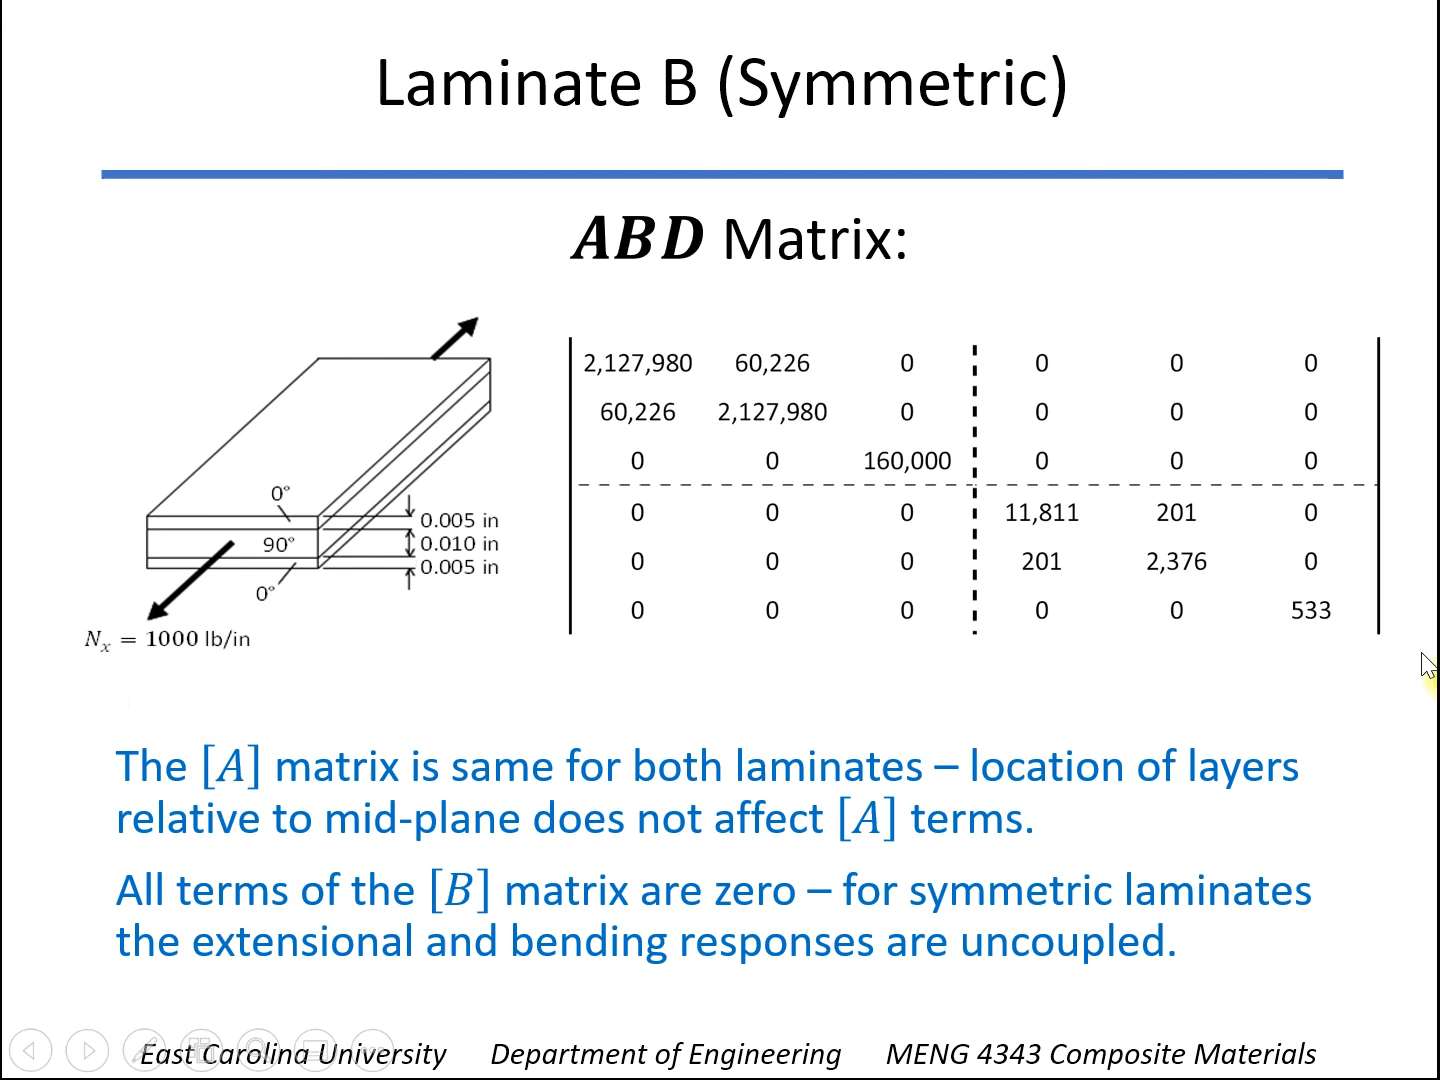 Laminate B (Symmetric)
ABD Matrix:
0°
90°
0°
0.005 in
0.010 in
0.005 in
Nₓ = 1000 lb/in
2,127,980 60,226 0 0 0 0
60,226 2,127,980 0 0 0 0
0 0 160,000 0 0 0
0 0 0 11,811 201 0
0 0 0 201 2,376 0
0 0 0 0 0 533
The [A] matrix is same for both laminates – location of layers
relative to mid-plane does not affect [A] terms.
All terms of the [B] matrix are zero – for symmetric laminates
the extensional and bending responses are uncoupled.
East Carolina University Department of Engineering MENG 4343 Composite Materials